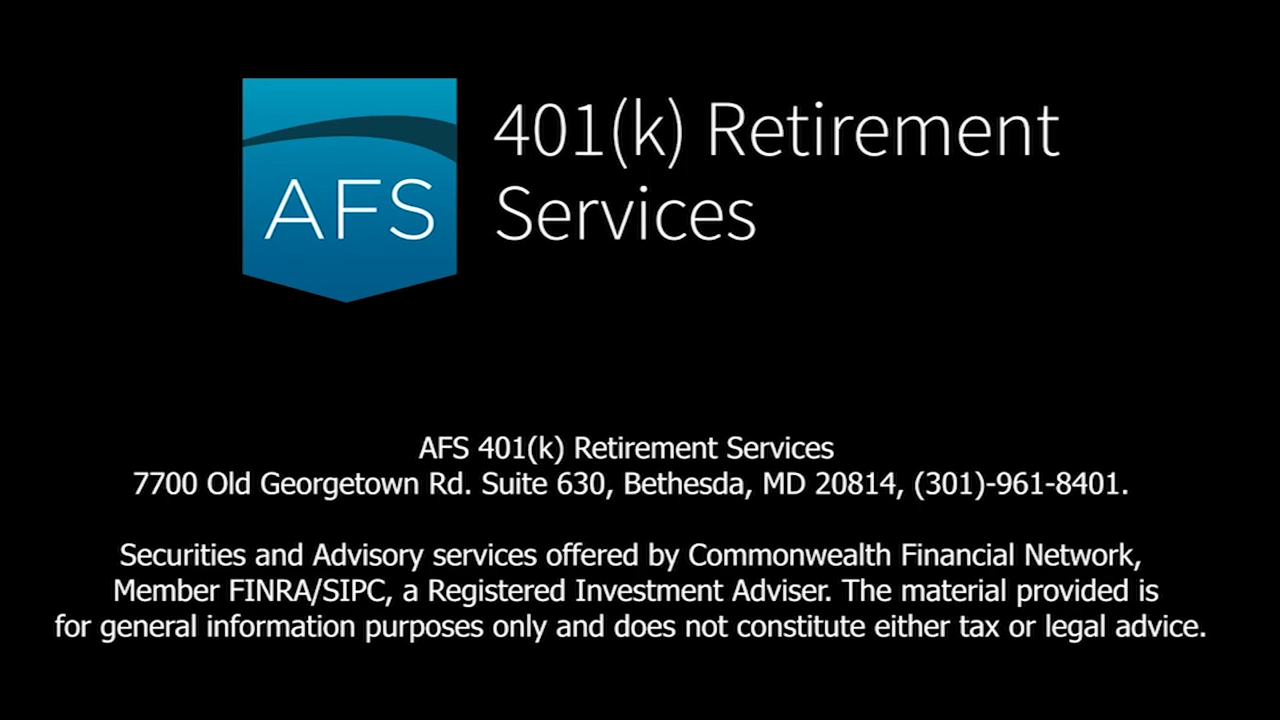 AFS
401(k) Retirement
Services
AFS 401(k) Retirement Services
7700 Old Georgetown Rd. Suite 630, Bethesda, MD 20814, (301)-961-8401.
Securities and Advisory services offered by Commonwealth Financial Network,
Member FINRA/SIPC, a Registered Investment Adviser. The material provided is
for general information purposes only and does not constitute either tax or legal advice.